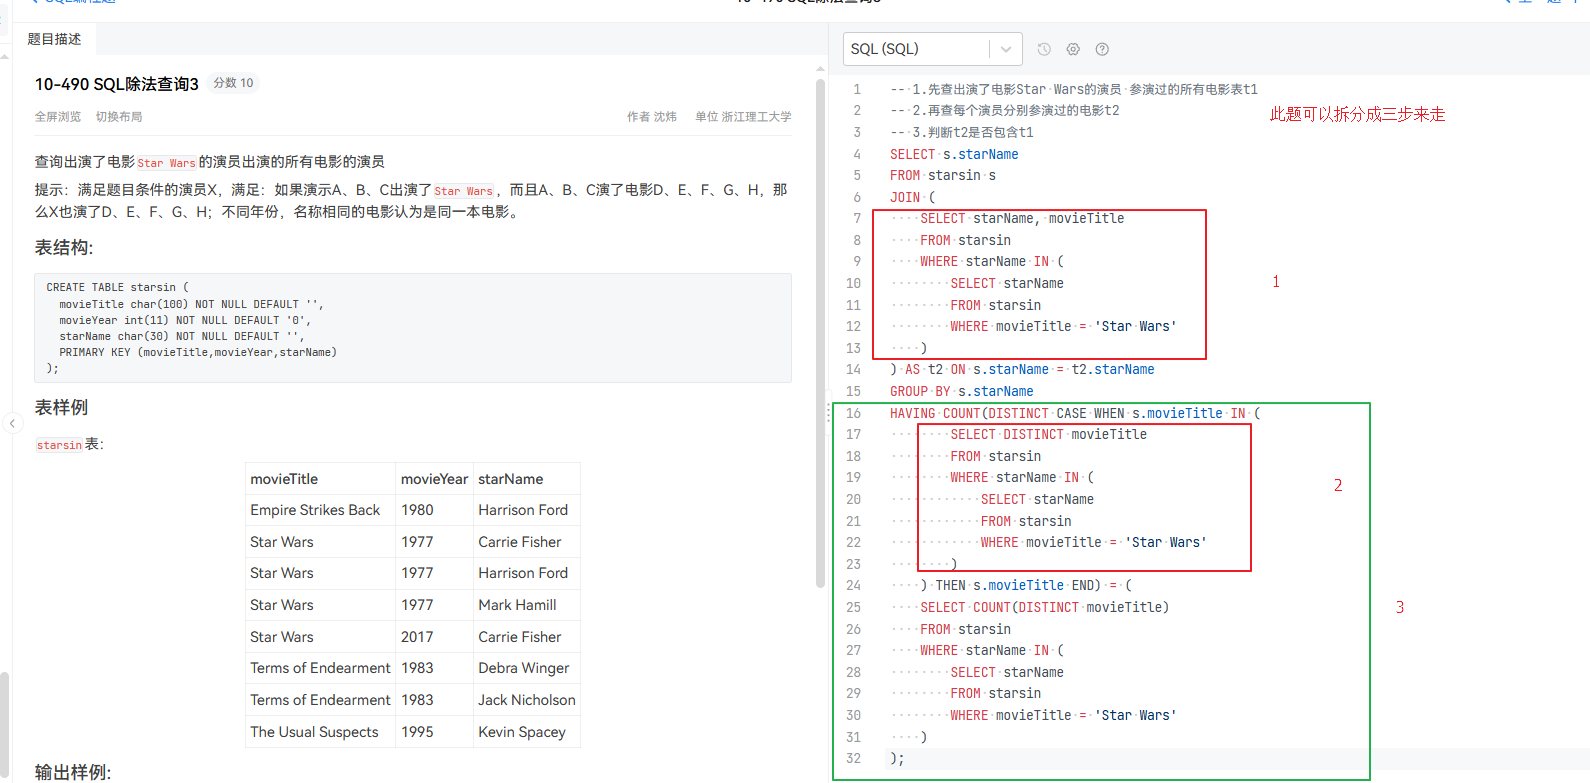 题目描述
10-490 SQL除法查询3 分数 10
全屏浏览 切换布局 作者 沈炜 单位 浙江理工大学
查询出演了电影Star Wars的演员出演的所有电影的演员
提示：满足题目条件的演员X，满足：如果演示A、B、C出演了Star Wars，而且A、B、C演了电影D、E、F、G、H，那
么X也演了D、E、F、G、H；不同年份，名称相同的电影认为是同一本电影。
表结构:
CREATE TABLE starsin (
movieTitle char(100) NOT NULL DEFAULT '',
movieYear int(11) NOT NULL DEFAULT '0',
starName char(30) NOT NULL DEFAULT '',
PRIMARY KEY (movieTitle,movieYear,starName)
);
表样例
starsin表:
movieTitle movieYear starName
Empire Strikes Back 1980 Harrison Ford
Star Wars 1977 Carrie Fisher
Star Wars 1977 Harrison Ford
Star Wars 1977 Mark Hamill
Star Wars 2017 Carrie Fisher
Terms of Endearment 1983 Debra Winger
Terms of Endearment 1983 Jack Nicholson
The Usual Suspects 1995 Kevin Spacey
输出样例:
SQL (SQL)
1 -- 1.先查出演了电影Star Wars的演员 参演过的所有电影表t1
2 -- 2.再查每个演员分别参演过的电影t2
3 -- 3.判断t2是否包含t1
4 SELECT s.starName
5 FROM starsin s
6 JOIN (
7 SELECT starName, movieTitle
8 FROM starsin
9 WHERE starName IN (
10 SELECT starName
11 FROM starsin
12 WHERE movieTitle = 'Star Wars'
13 )
14 ) AS t2 ON s.starName = t2.starName
15 GROUP BY s.starName
16 HAVING COUNT(DISTINCT CASE WHEN s.movieTitle IN (
17 SELECT DISTINCT movieTitle
18 FROM starsin
19 WHERE starName IN (
20 SELECT starName
21 FROM starsin
22 WHERE movieTitle = 'Star Wars'
23 )
24 ) THEN s.movieTitle END) = (
25 SELECT COUNT(DISTINCT movieTitle)
26 FROM starsin
27 WHERE starName IN (
28 SELECT starName
29 FROM starsin
30 WHERE movieTitle = 'Star Wars'
31 )
32 );
此题可以拆分成三步来走
1
2
3